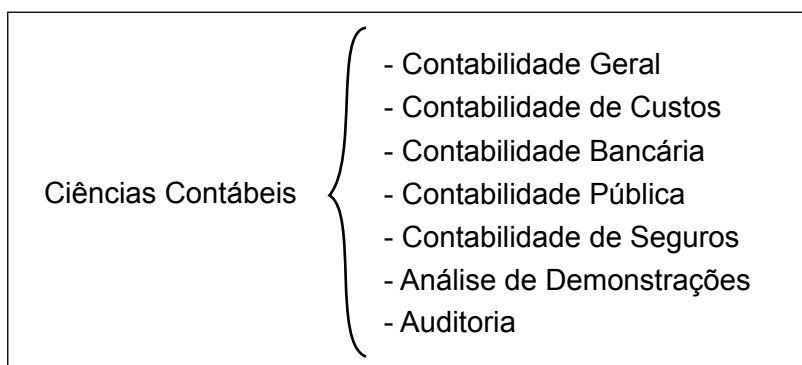 - Contabilidade Geral
- Contabilidade de Custos
- Contabilidade Bancária
Ciências Contábeis
- Contabilidade Pública
- Contabilidade de Seguros
- Análise de Demonstrações
- Auditoria